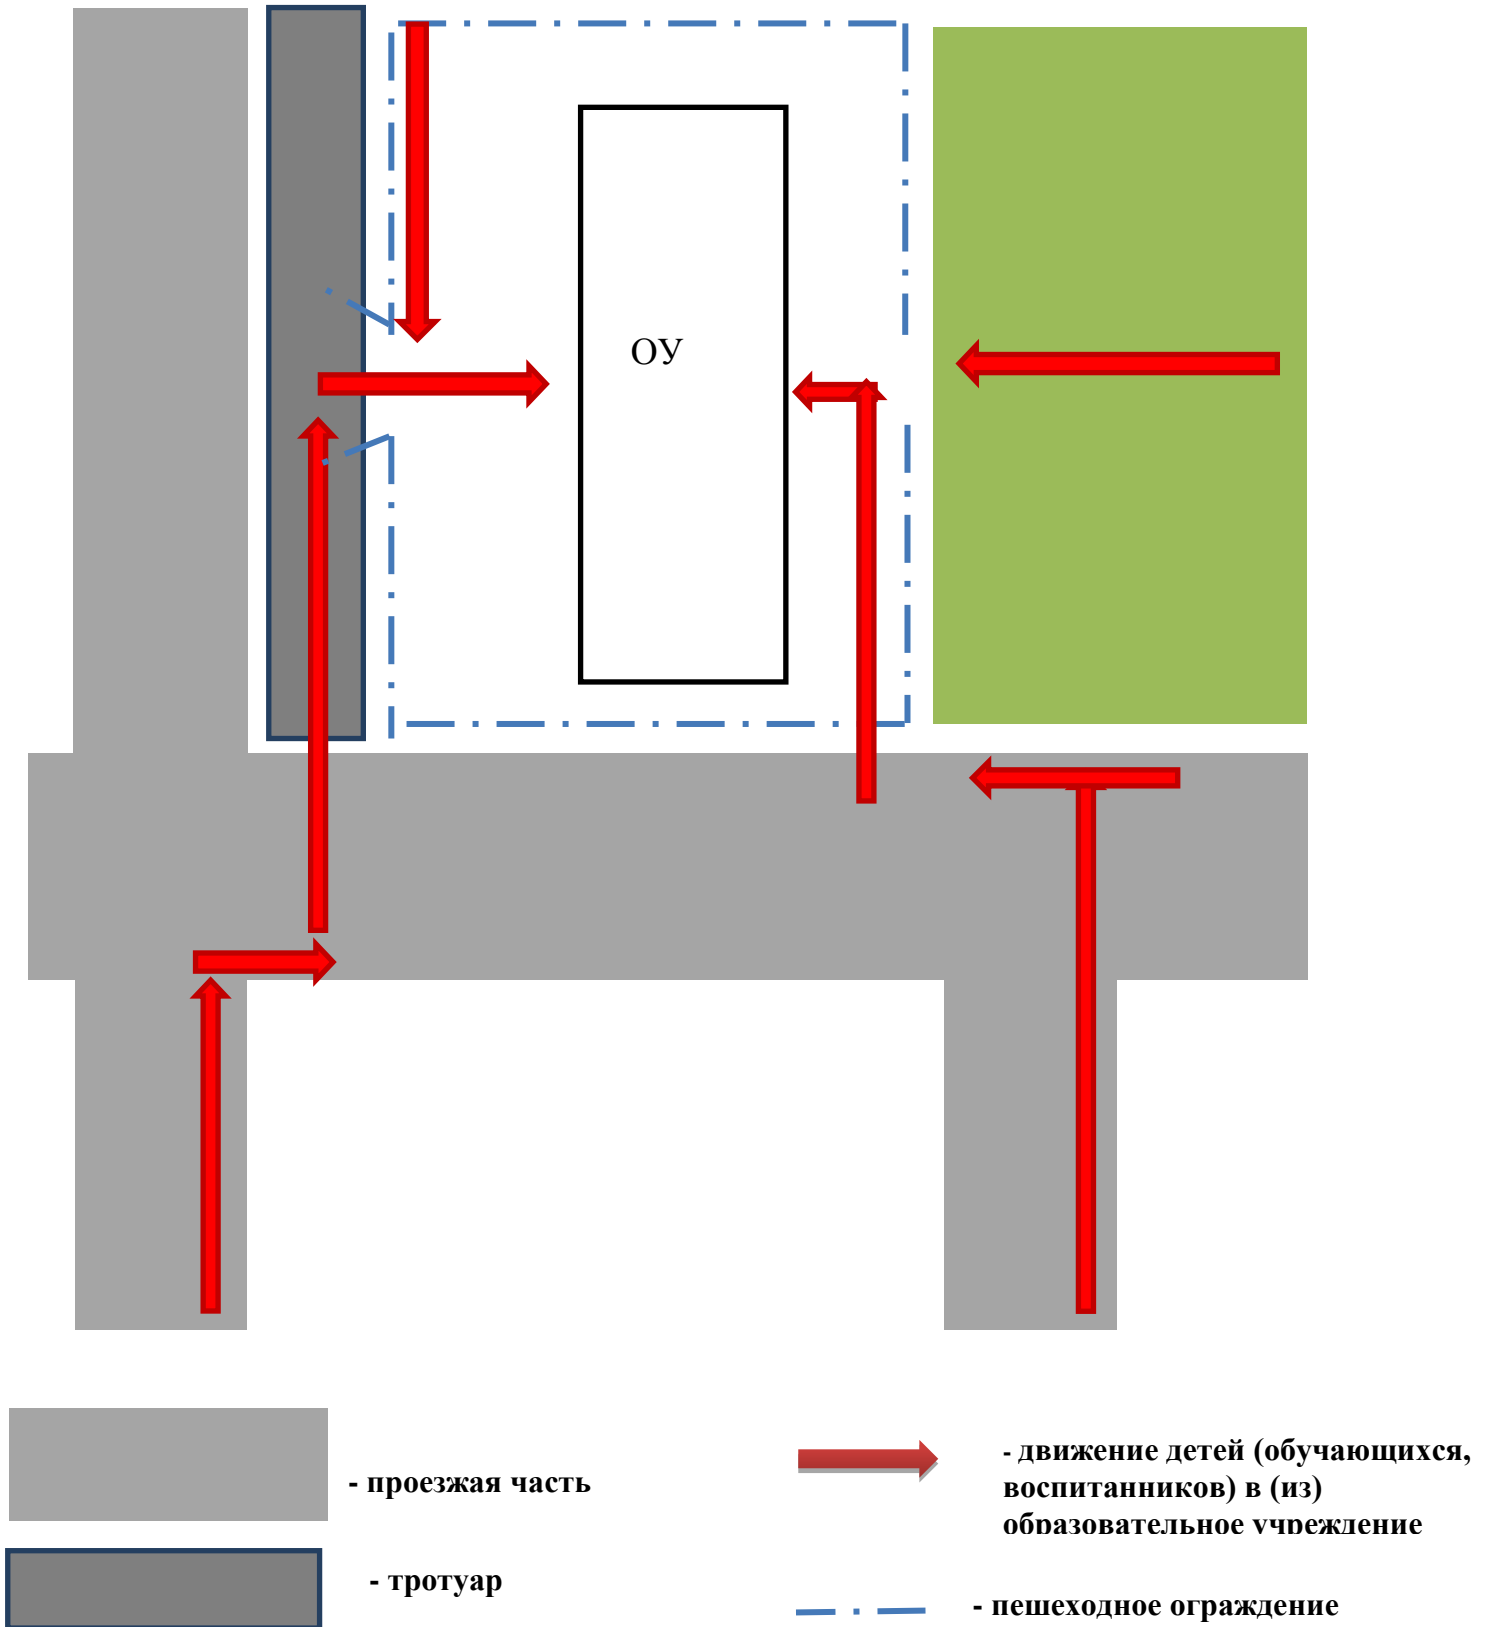 ОУ
- проезжая часть
- движение детей (обучающихся,
воспитанников) в (из)
образовательное учреждение
- тротуар
- пешеходное ограждение